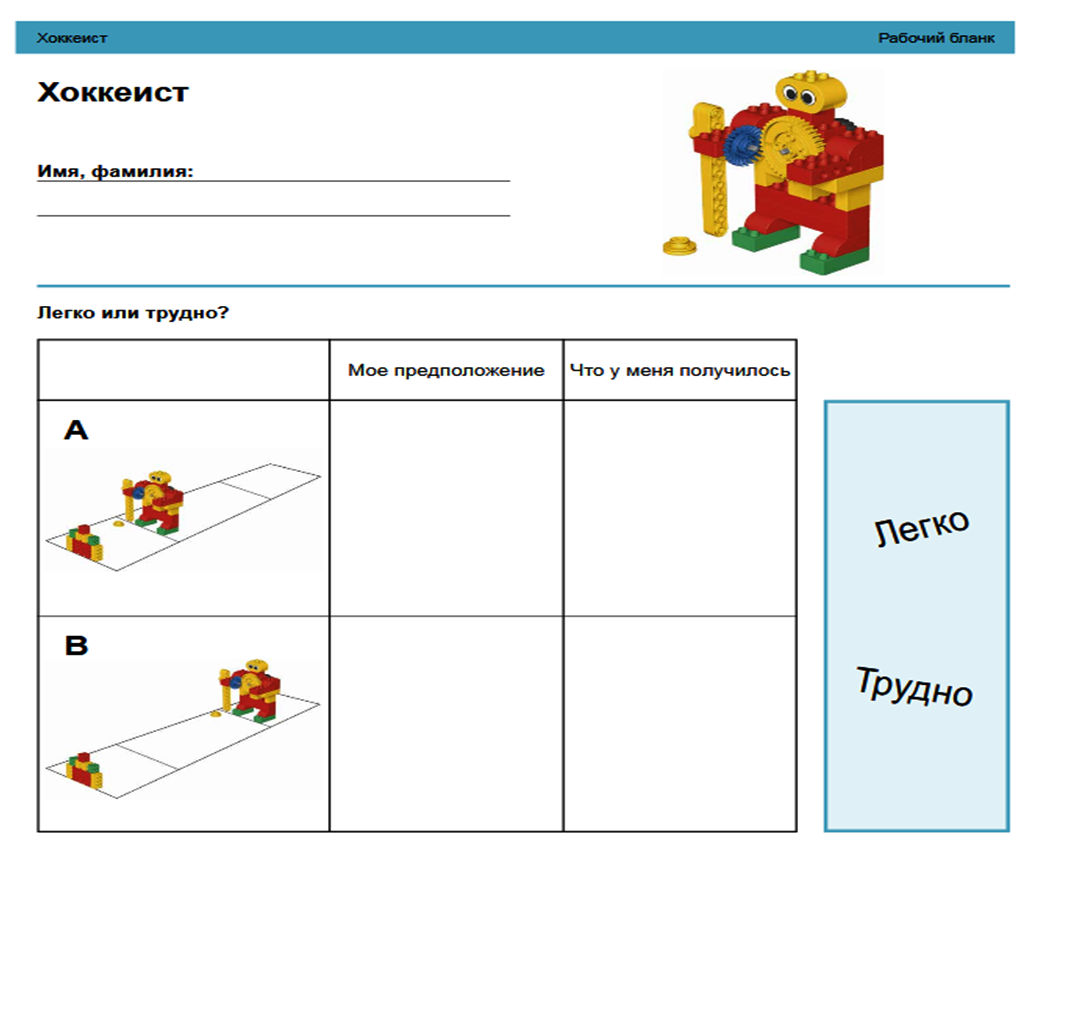 Хоккеист Рабочий бланк
Хоккеист
Имя, фамилия:
Легко или трудно?
Мое предположение Что у меня получилось
A
Легко
B
Трудно